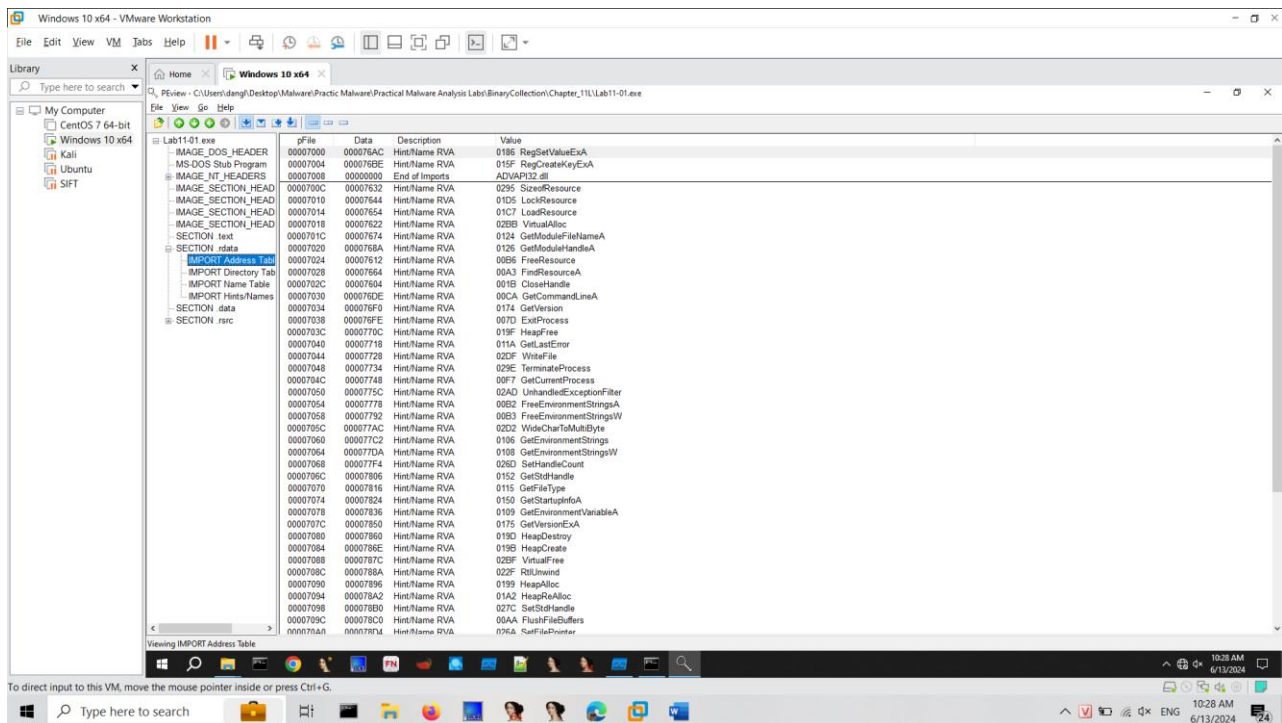 Windows 10 x64 - VMware Workstation
File Edit View VM Tabs Help
Library
Type here to search
My Computer
CentOS 7 64-bit
Windows 10 x64
Kali
Ubuntu
SIFT
Home
Windows 10 x64
PEview - C:\Users\dangl\Desktop\Malware\Practic Malware\Practical Malware Analysis Labs\BinaryCollection\Chapter_11L\Lab11-01.exe
File View Go Help
Lab11-01.exe
IMAGE_DOS_HEADER
MS-DOS Stub Program
IMAGE_NT_HEADERS
IMAGE_SECTION_HEAD
IMAGE_SECTION_HEAD
IMAGE_SECTION_HEAD
IMAGE_SECTION_HEAD
SECTION .text
SECTION .rdata
IMPORT Address Tabl
IMPORT Directory Tab
IMPORT Name Table
IMPORT Hints/Names
SECTION .data
SECTION .rsrc
pFile Data Description Value
00007000 000076AC Hint/Name RVA 0186 RegSetValueExA
00007004 000076BE Hint/Name RVA 015F RegCreateKeyExA
00007008 00000000 End of Imports ADVAPI32.dll
0000700C 00007632 Hint/Name RVA 0295 SizeofResource
00007010 00007644 Hint/Name RVA 01D5 LockResource
00007014 00007654 Hint/Name RVA 01C7 LoadResource
00007018 00007622 Hint/Name RVA 02BB VirtualAlloc
0000701C 00007674 Hint/Name RVA 0124 GetModuleFileNameA
00007020 0000768A Hint/Name RVA 0126 GetModuleHandleA
00007024 00007612 Hint/Name RVA 00B6 FreeResource
00007028 00007664 Hint/Name RVA 00A3 FindResourceA
0000702C 00007604 Hint/Name RVA 001B CloseHandle
00007030 000076DE Hint/Name RVA 00CA GetCommandLineA
00007034 000076F0 Hint/Name RVA 0174 GetVersion
00007038 000076FE Hint/Name RVA 007D ExitProcess
0000703C 0000770C Hint/Name RVA 019F HeapFree
00007040 00007718 Hint/Name RVA 011A GetLastError
00007044 00007728 Hint/Name RVA 02DF WriteFile
00007048 00007734 Hint/Name RVA 029E TerminateProcess
0000704C 00007748 Hint/Name RVA 00F7 GetCurrentProcess
00007050 0000775C Hint/Name RVA 02AD UnhandledExceptionFilter
00007054 00007778 Hint/Name RVA 00B2 FreeEnvironmentStringsA
00007058 00007792 Hint/Name RVA 00B3 FreeEnvironmentStringsW
0000705C 000077AC Hint/Name RVA 02D2 WideCharToMultiByte
00007060 000077C2 Hint/Name RVA 0106 GetEnvironmentStrings
00007064 000077DA Hint/Name RVA 0108 GetEnvironmentStringsW
00007068 000077F4 Hint/Name RVA 026D SetHandleCount
0000706C 00007806 Hint/Name RVA 0152 GetStdHandle
00007070 00007816 Hint/Name RVA 0115 GetFileType
00007074 00007824 Hint/Name RVA 0150 GetStartupInfoA
00007078 00007836 Hint/Name RVA 0109 GetEnvironmentVariableA
0000707C 00007850 Hint/Name RVA 0175 GetVersionExA
00007080 00007860 Hint/Name RVA 019D HeapDestroy
00007084 0000786E Hint/Name RVA 019B HeapCreate
00007088 0000787C Hint/Name RVA 02BF VirtualFree
0000708C 0000788A Hint/Name RVA 022F RtlUnwind
00007090 00007896 Hint/Name RVA 0199 HeapAlloc
00007094 000078A2 Hint/Name RVA 01A2 HeapReAlloc
00007098 000078B0 Hint/Name RVA 027C SetStdHandle
0000709C 000078C0 Hint/Name RVA 00AA FlushFileBuffers
000070A0 000078D4 Hint/Name RVA 026A SetFilePointer
Viewing IMPORT Address Table
FN
10:28 AM
6/13/2024
To direct input to this VM, move the mouse pointer inside or press Ctrl+G.
Type here to search
ENG
10:28 AM
6/13/2024